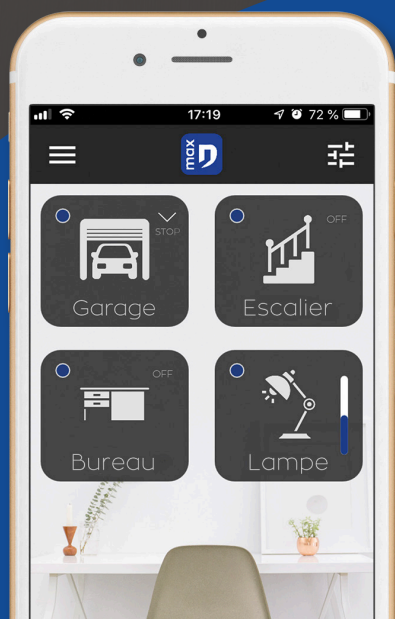 17:19
72 %
max
D
STOP
Garage
OFF
Escalier
OFF
Bureau
Lampe